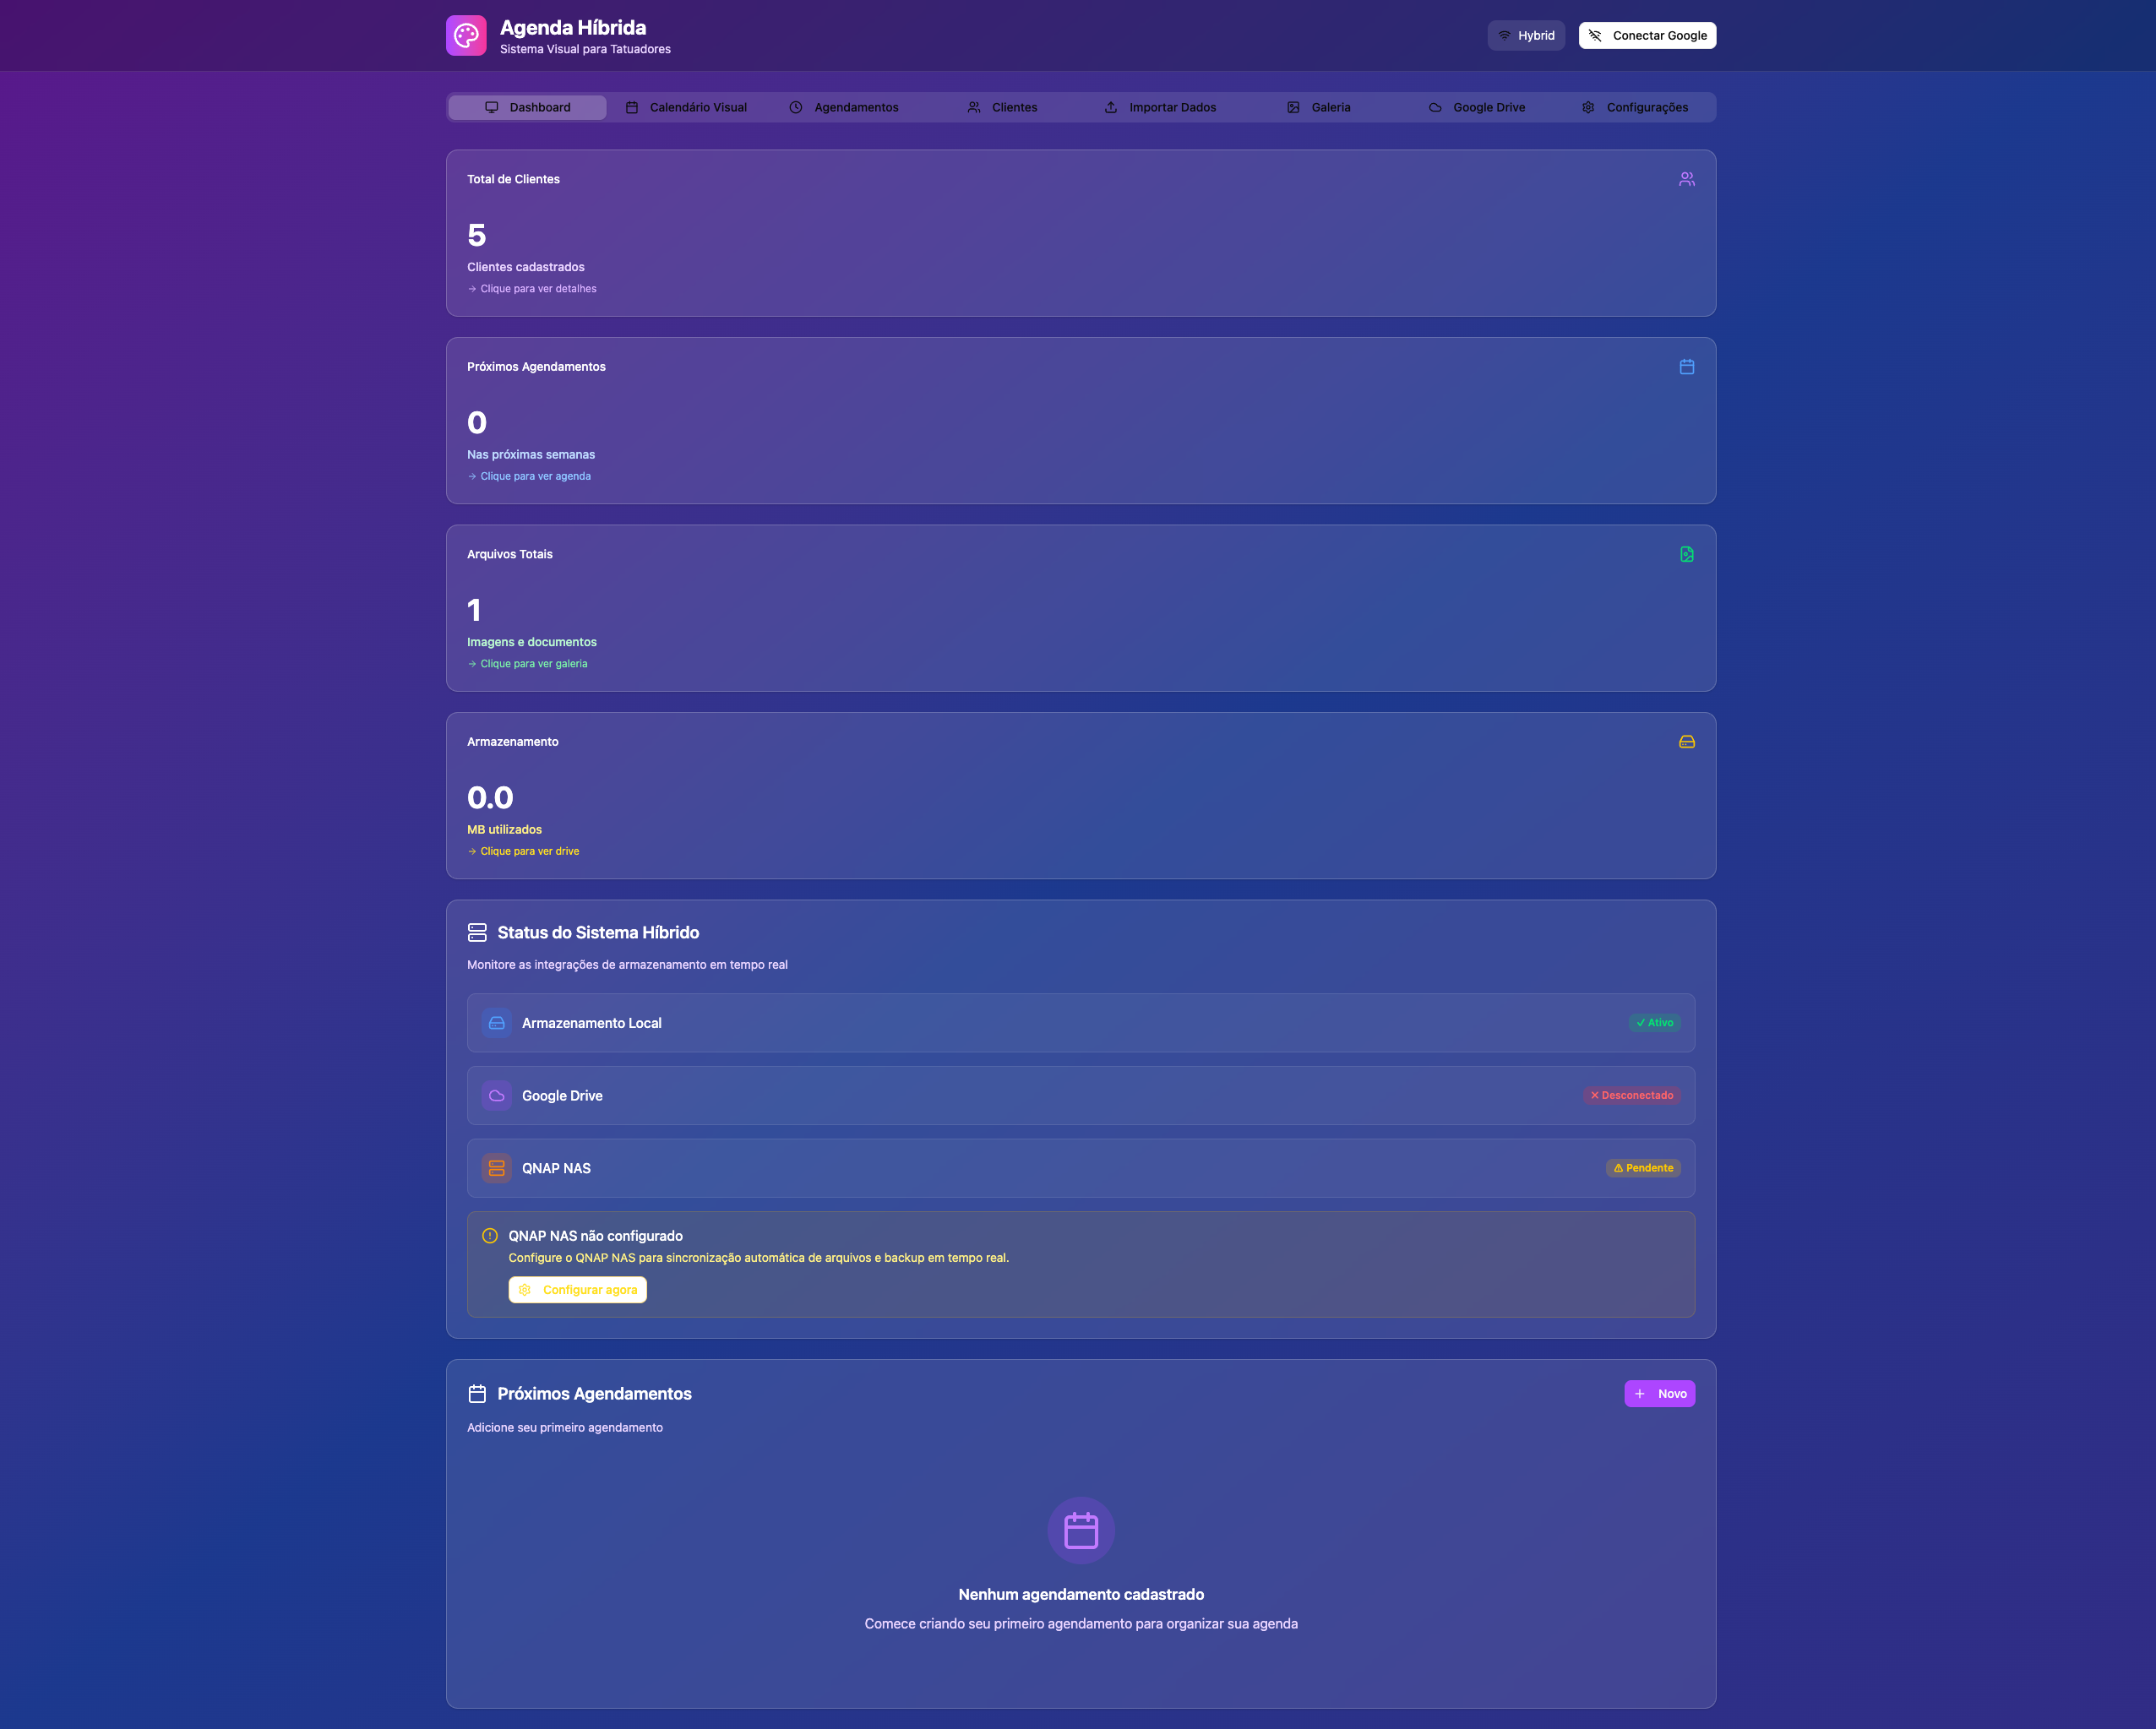 Agenda Híbrida
Sistema Visual para Tatuadores
Hybrid
Conectar Google
Dashboard
Calendário Visual
Agendamentos
Clientes
Importar Dados
Galeria
Google Drive
Configurações
Total de Clientes
5
Clientes cadastrados
→ Clique para ver detalhes
Próximos Agendamentos
0
Nas próximas semanas
→ Clique para ver agenda
Arquivos Totais
1
Imagens e documentos
→ Clique para ver galeria
Armazenamento
0.0
MB utilizados
→ Clique para ver drive
Status do Sistema Híbrido
Monitore as integrações de armazenamento em tempo real
Armazenamento Local
Ativo
Google Drive
Desconectado
QNAP NAS
Pendente
QNAP NAS não configurado
Configure o QNAP NAS para sincronização automática de arquivos e backup em tempo real.
Configurar agora
Próximos Agendamentos
Novo
Adicione seu primeiro agendamento
Nenhum agendamento cadastrado
Comece criando seu primeiro agendamento para organizar sua agenda